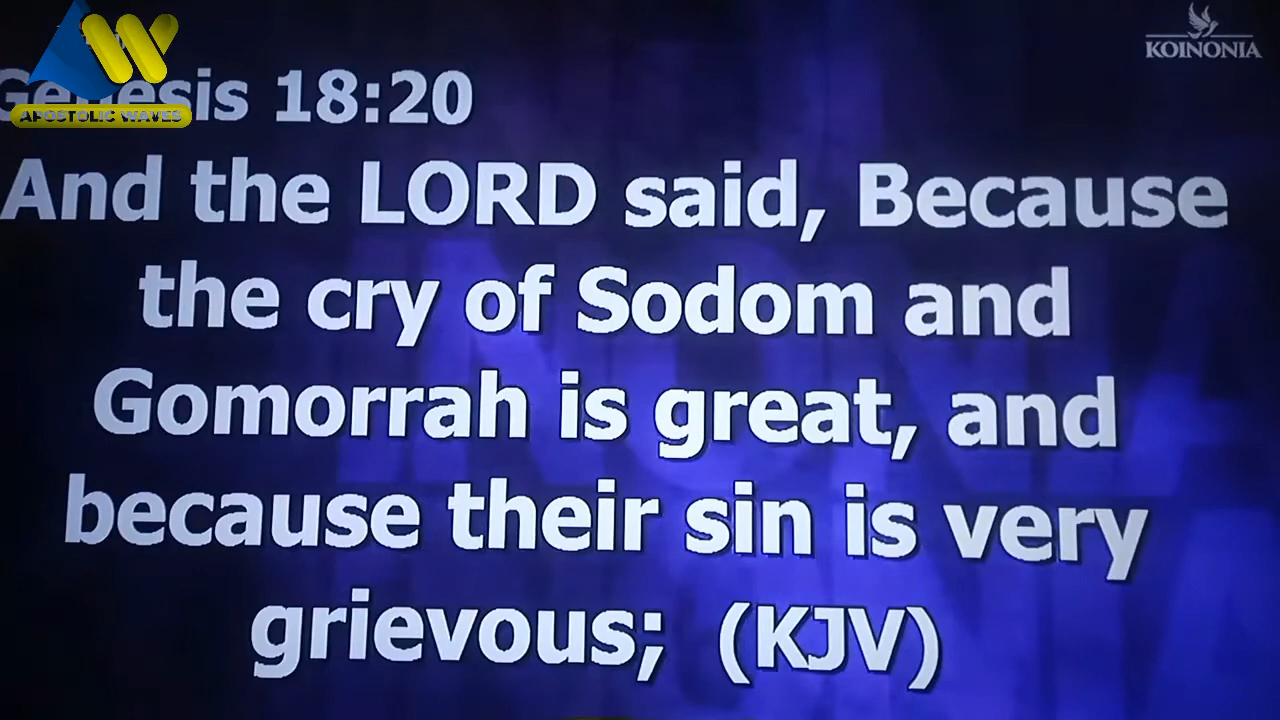 KOINONIA
Genesis 18:20
APOSTOLIC WAVES
And the LORD said, Because
the cry of Sodom and
Gomorrah is great, and
because their sin is very
grievous; (KJV)